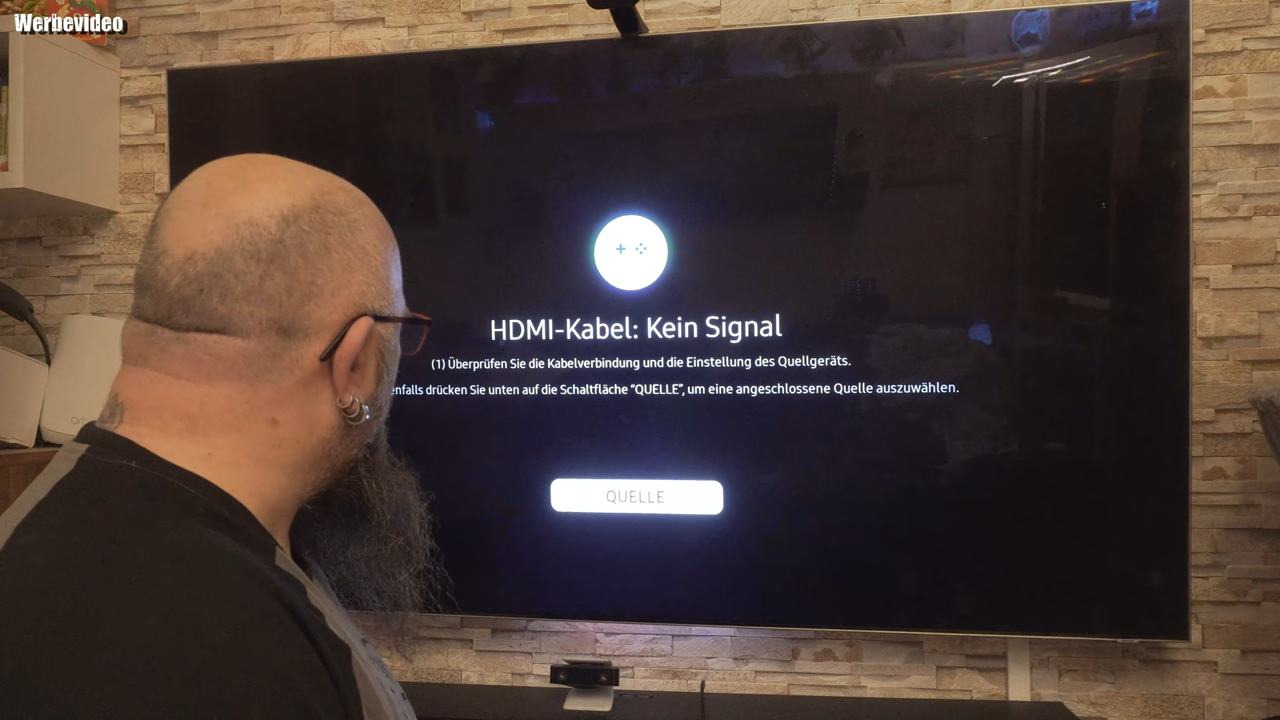 Werbevideo
HDMI-Kabel: Kein Signal
(1) Überprüfen Sie die Kabelverbindung und die Einstellung des Quellgeräts.
drücken Sie unten auf die Schaltfläche "QUELLE", um eine angeschlossene Quelle auszuwählen.
QUELLE